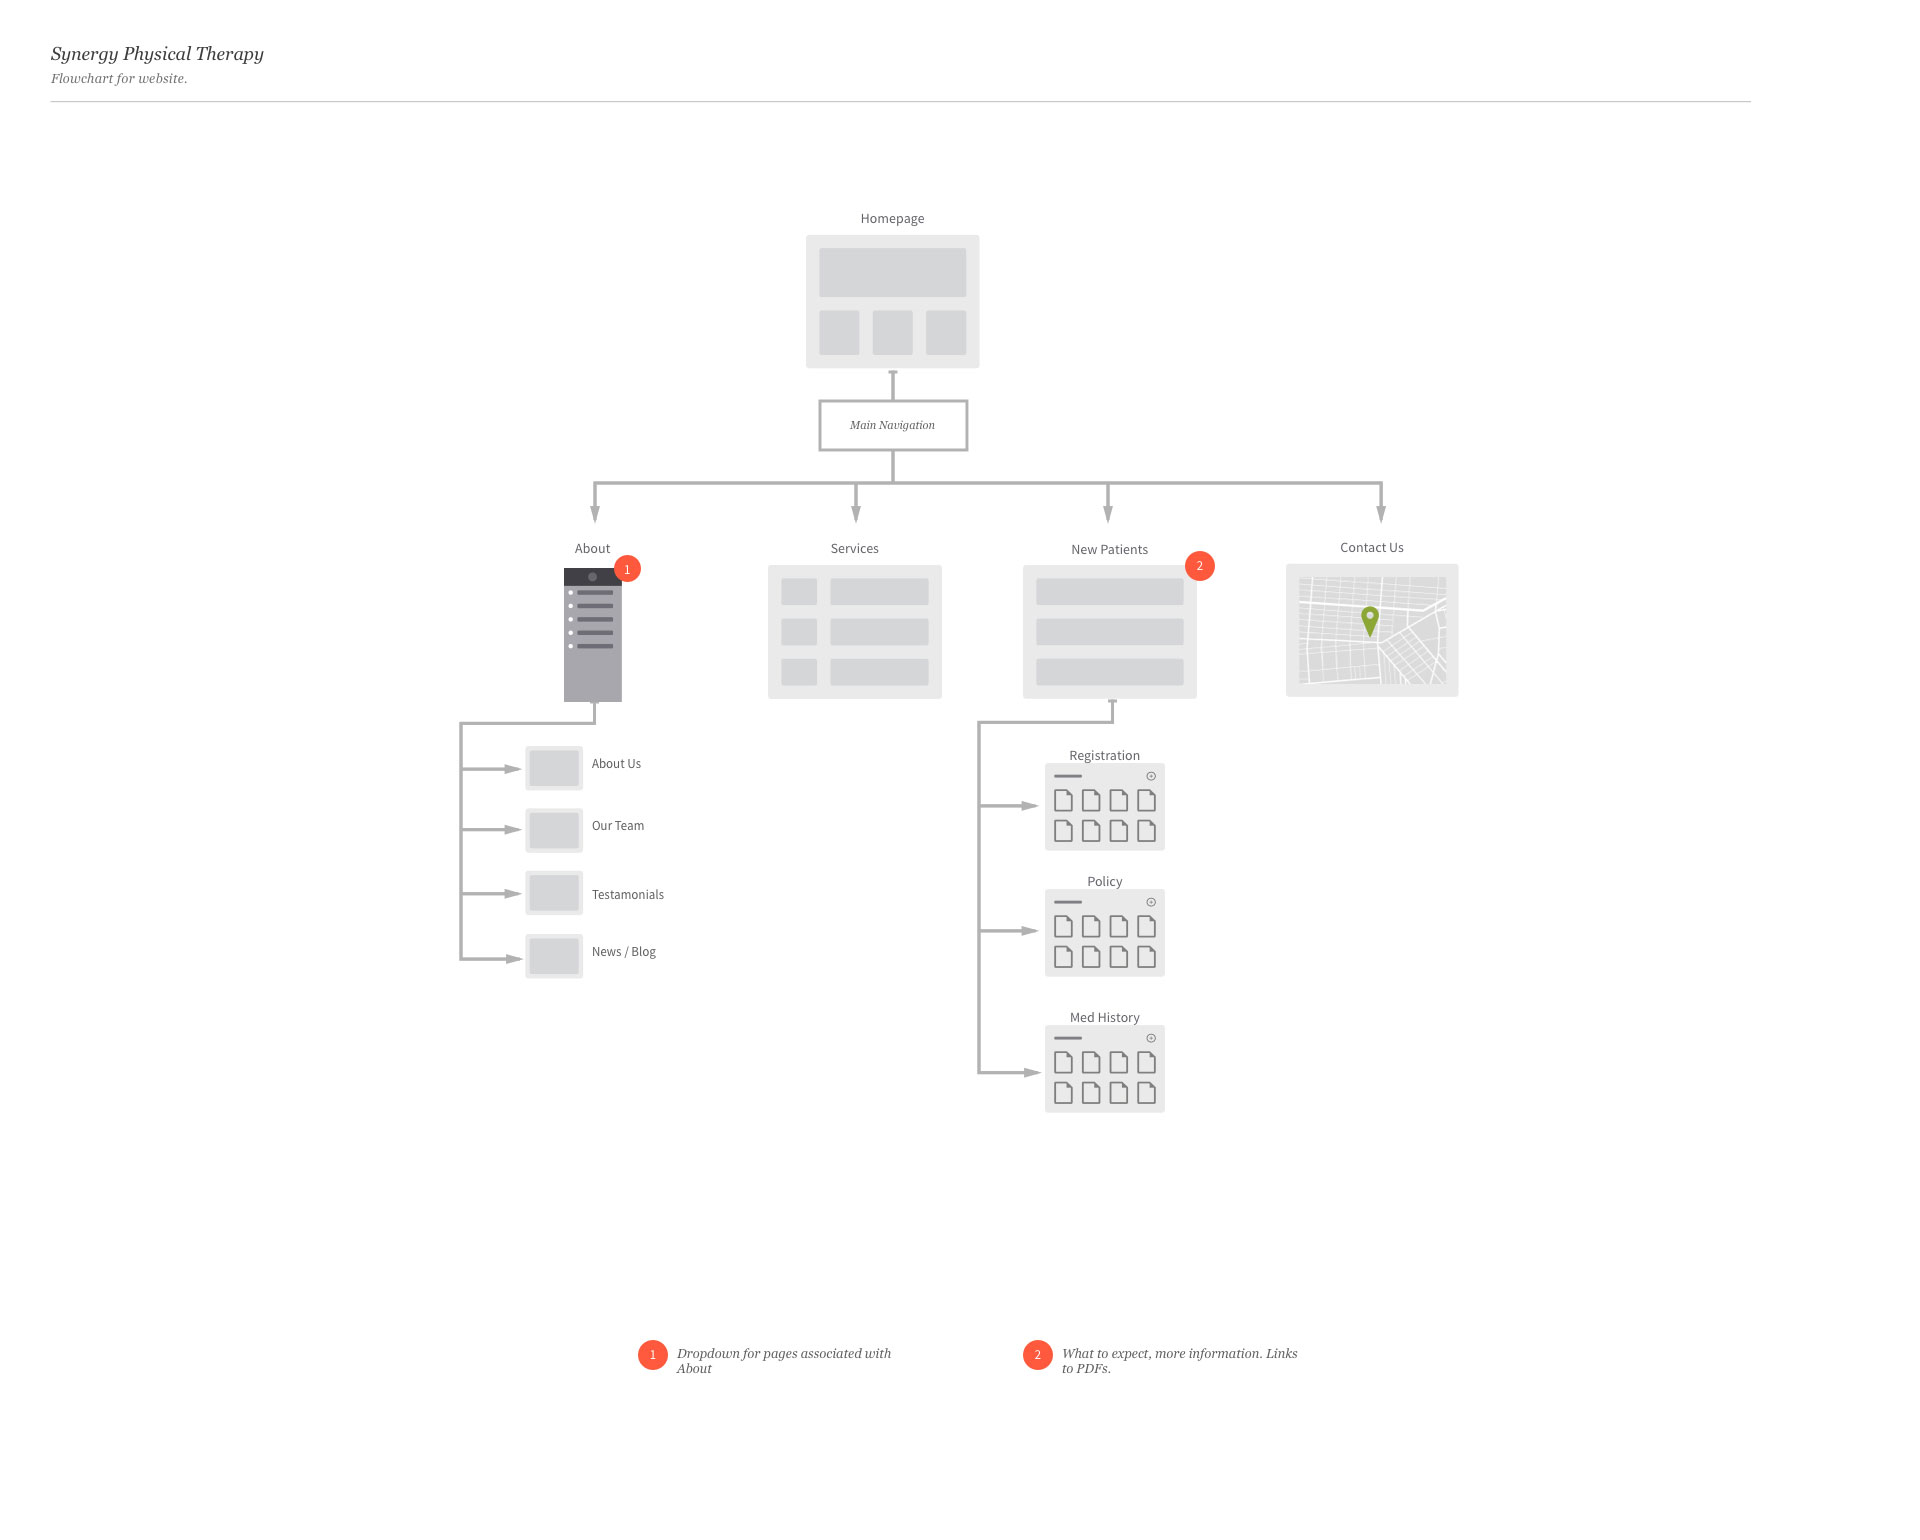 Synergy Physical Therapy
Flowchart for website.
Homepage
Main Navigation
About
1
Services
New Patients
2
Contact Us
About Us
Our Team
Testamonials
News / Blog
Registration
Policy
Med History
1
Dropdown for pages associated with
About
2
What to expect, more information. Links
to PDFs.